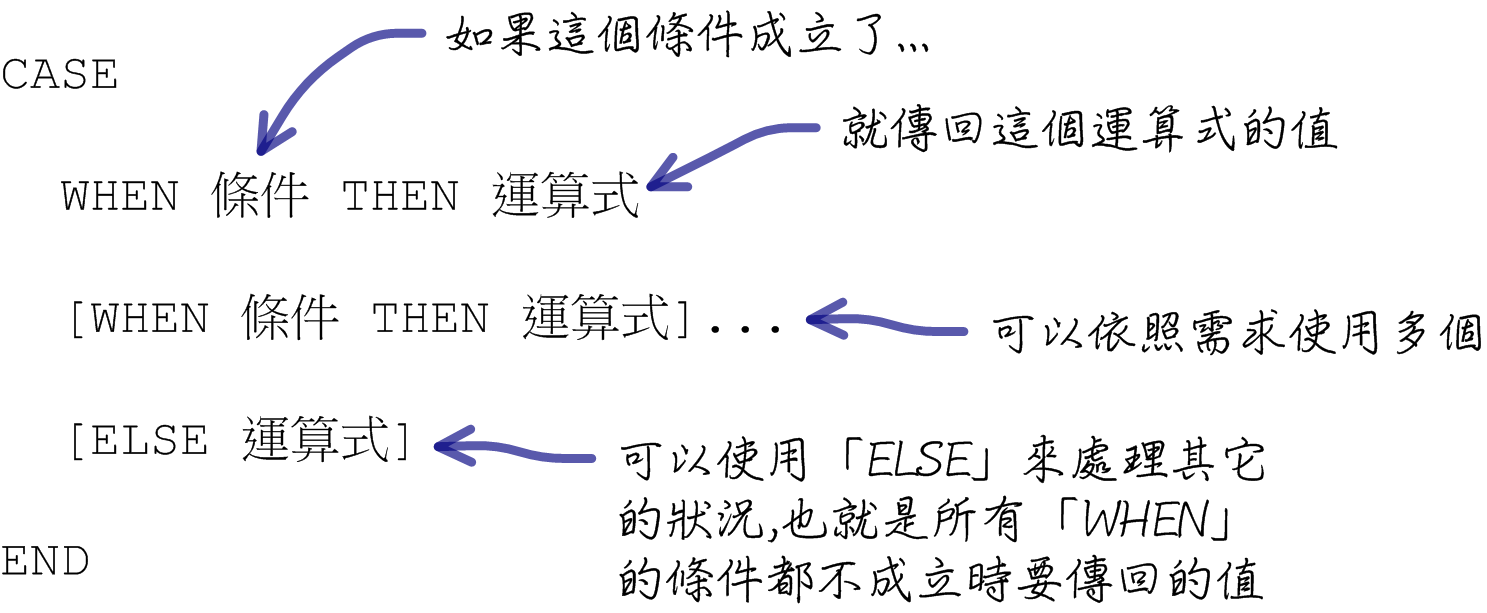 如果這個條件成立了...
CASE
就傳回這個運算式的值
WHEN 條件 THEN 運算式
[WHEN 條件 THEN 運算式]...
可以依照需求使用多個
[ELSE 運算式]
可以使用「ELSE」來處理其它
的狀況,也就是所有「WHEN」
的條件都不成立時要傳回的值
END